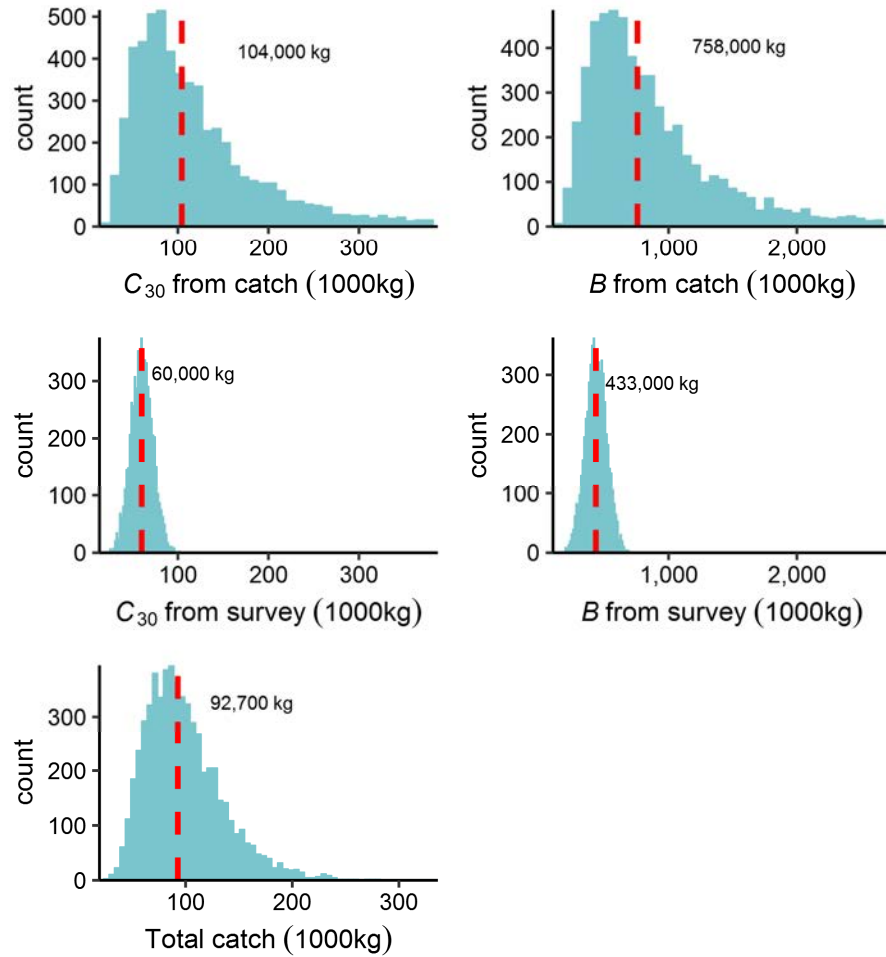 500
400
300
200
100
0
count
104,000 kg
100
200
300
C30 from catch (1000kg)
400
300
200
100
0
count
758,000 kg
1,000
2,000
B from catch (1000kg)
300
200
100
0
count
60,000 kg
100
200
300
C30 from survey (1000kg)
300
200
100
0
count
433,000 kg
1,000
2,000
B from survey (1000kg)
300
200
100
0
count
92,700 kg
100
200
300
Total catch (1000kg)